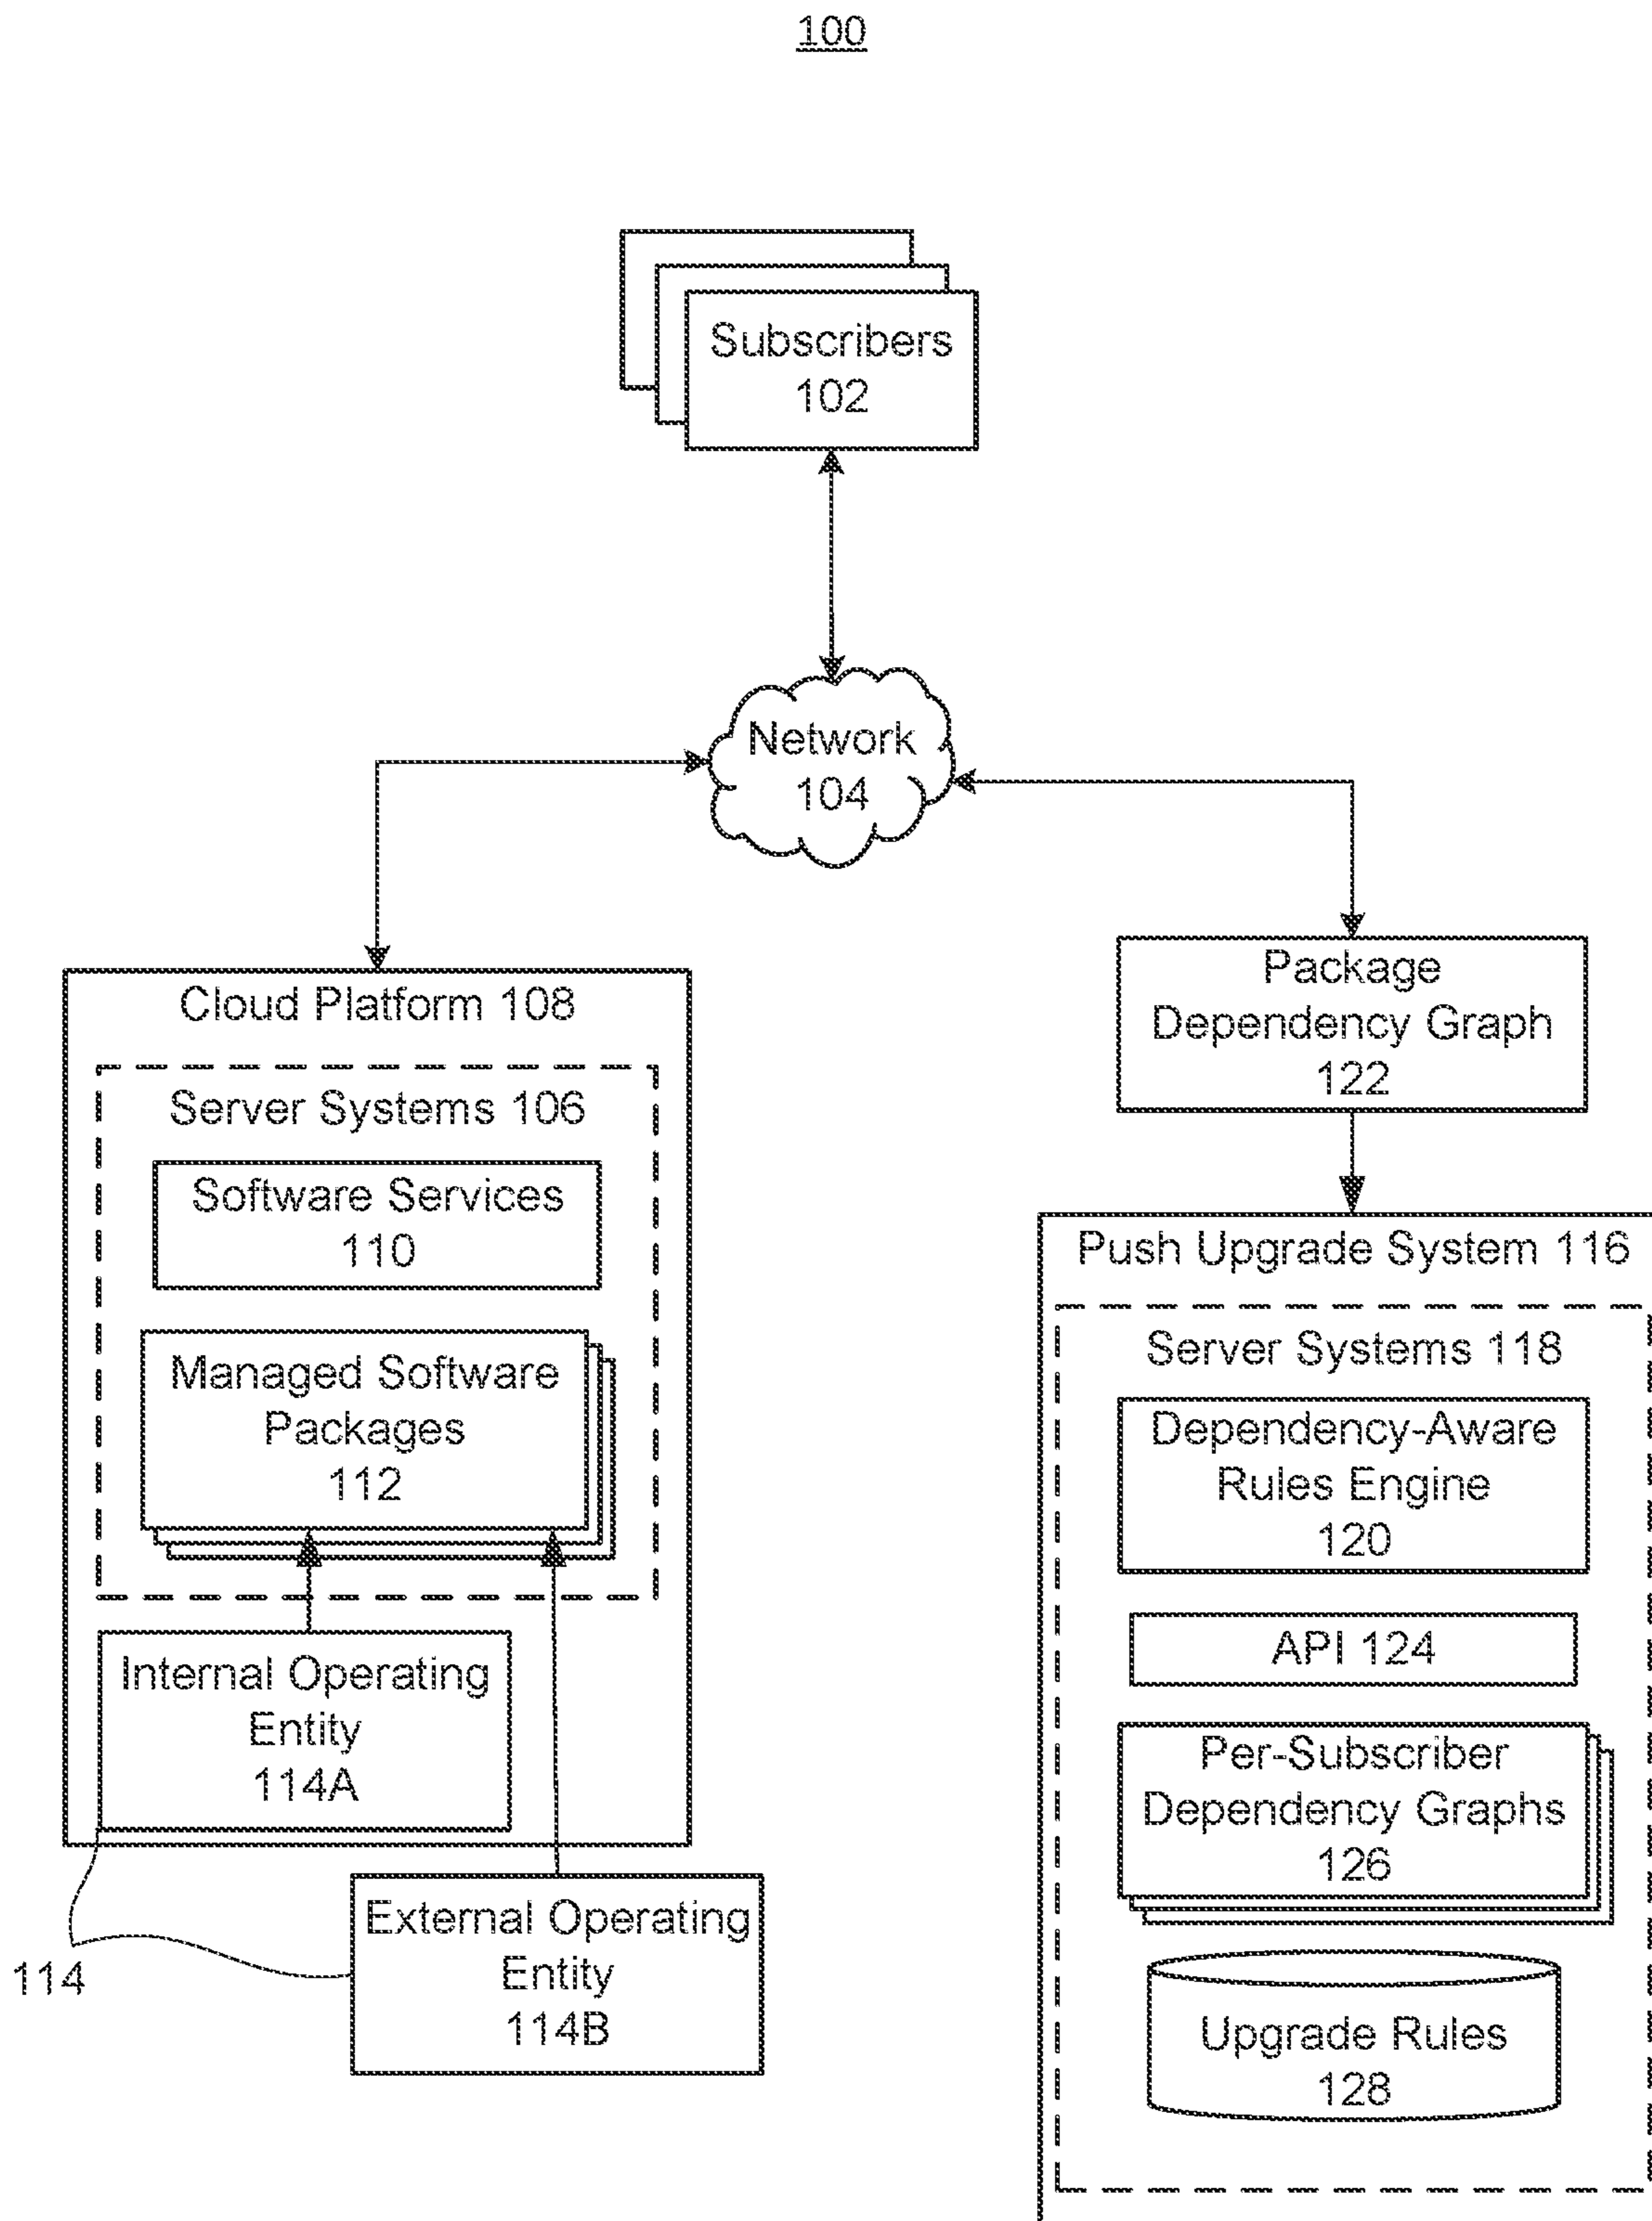 100
Subscribers
102
Network
104
Cloud Platform 108
Server Systems 106
Software Services
110
Managed Software
Packages
112
Internal Operating
Entity
114A
114
External Operating
Entity
114B
Package
Dependency Graph
122
Push Upgrade System 116
Server Systems 118
Dependency-Aware
Rules Engine
120
API 124
Per-Subscriber
Dependency Graphs
126
Upgrade Rules
128